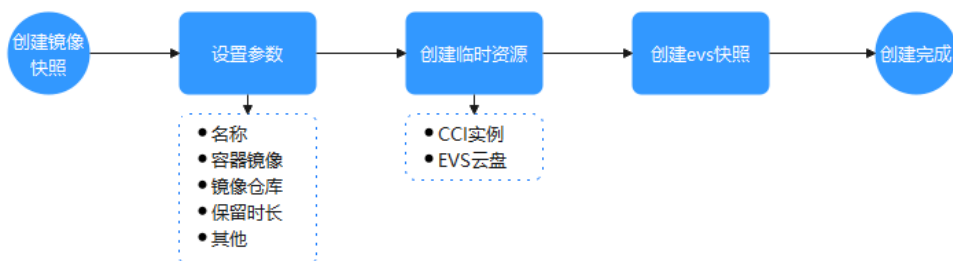 创建镜像
快照
设置参数
创建临时资源
创建evs快照
创建完成
● 名称
● 容器镜像
● 镜像仓库
● 保留时长
● 其他
● CCI实例
● EVS云盘